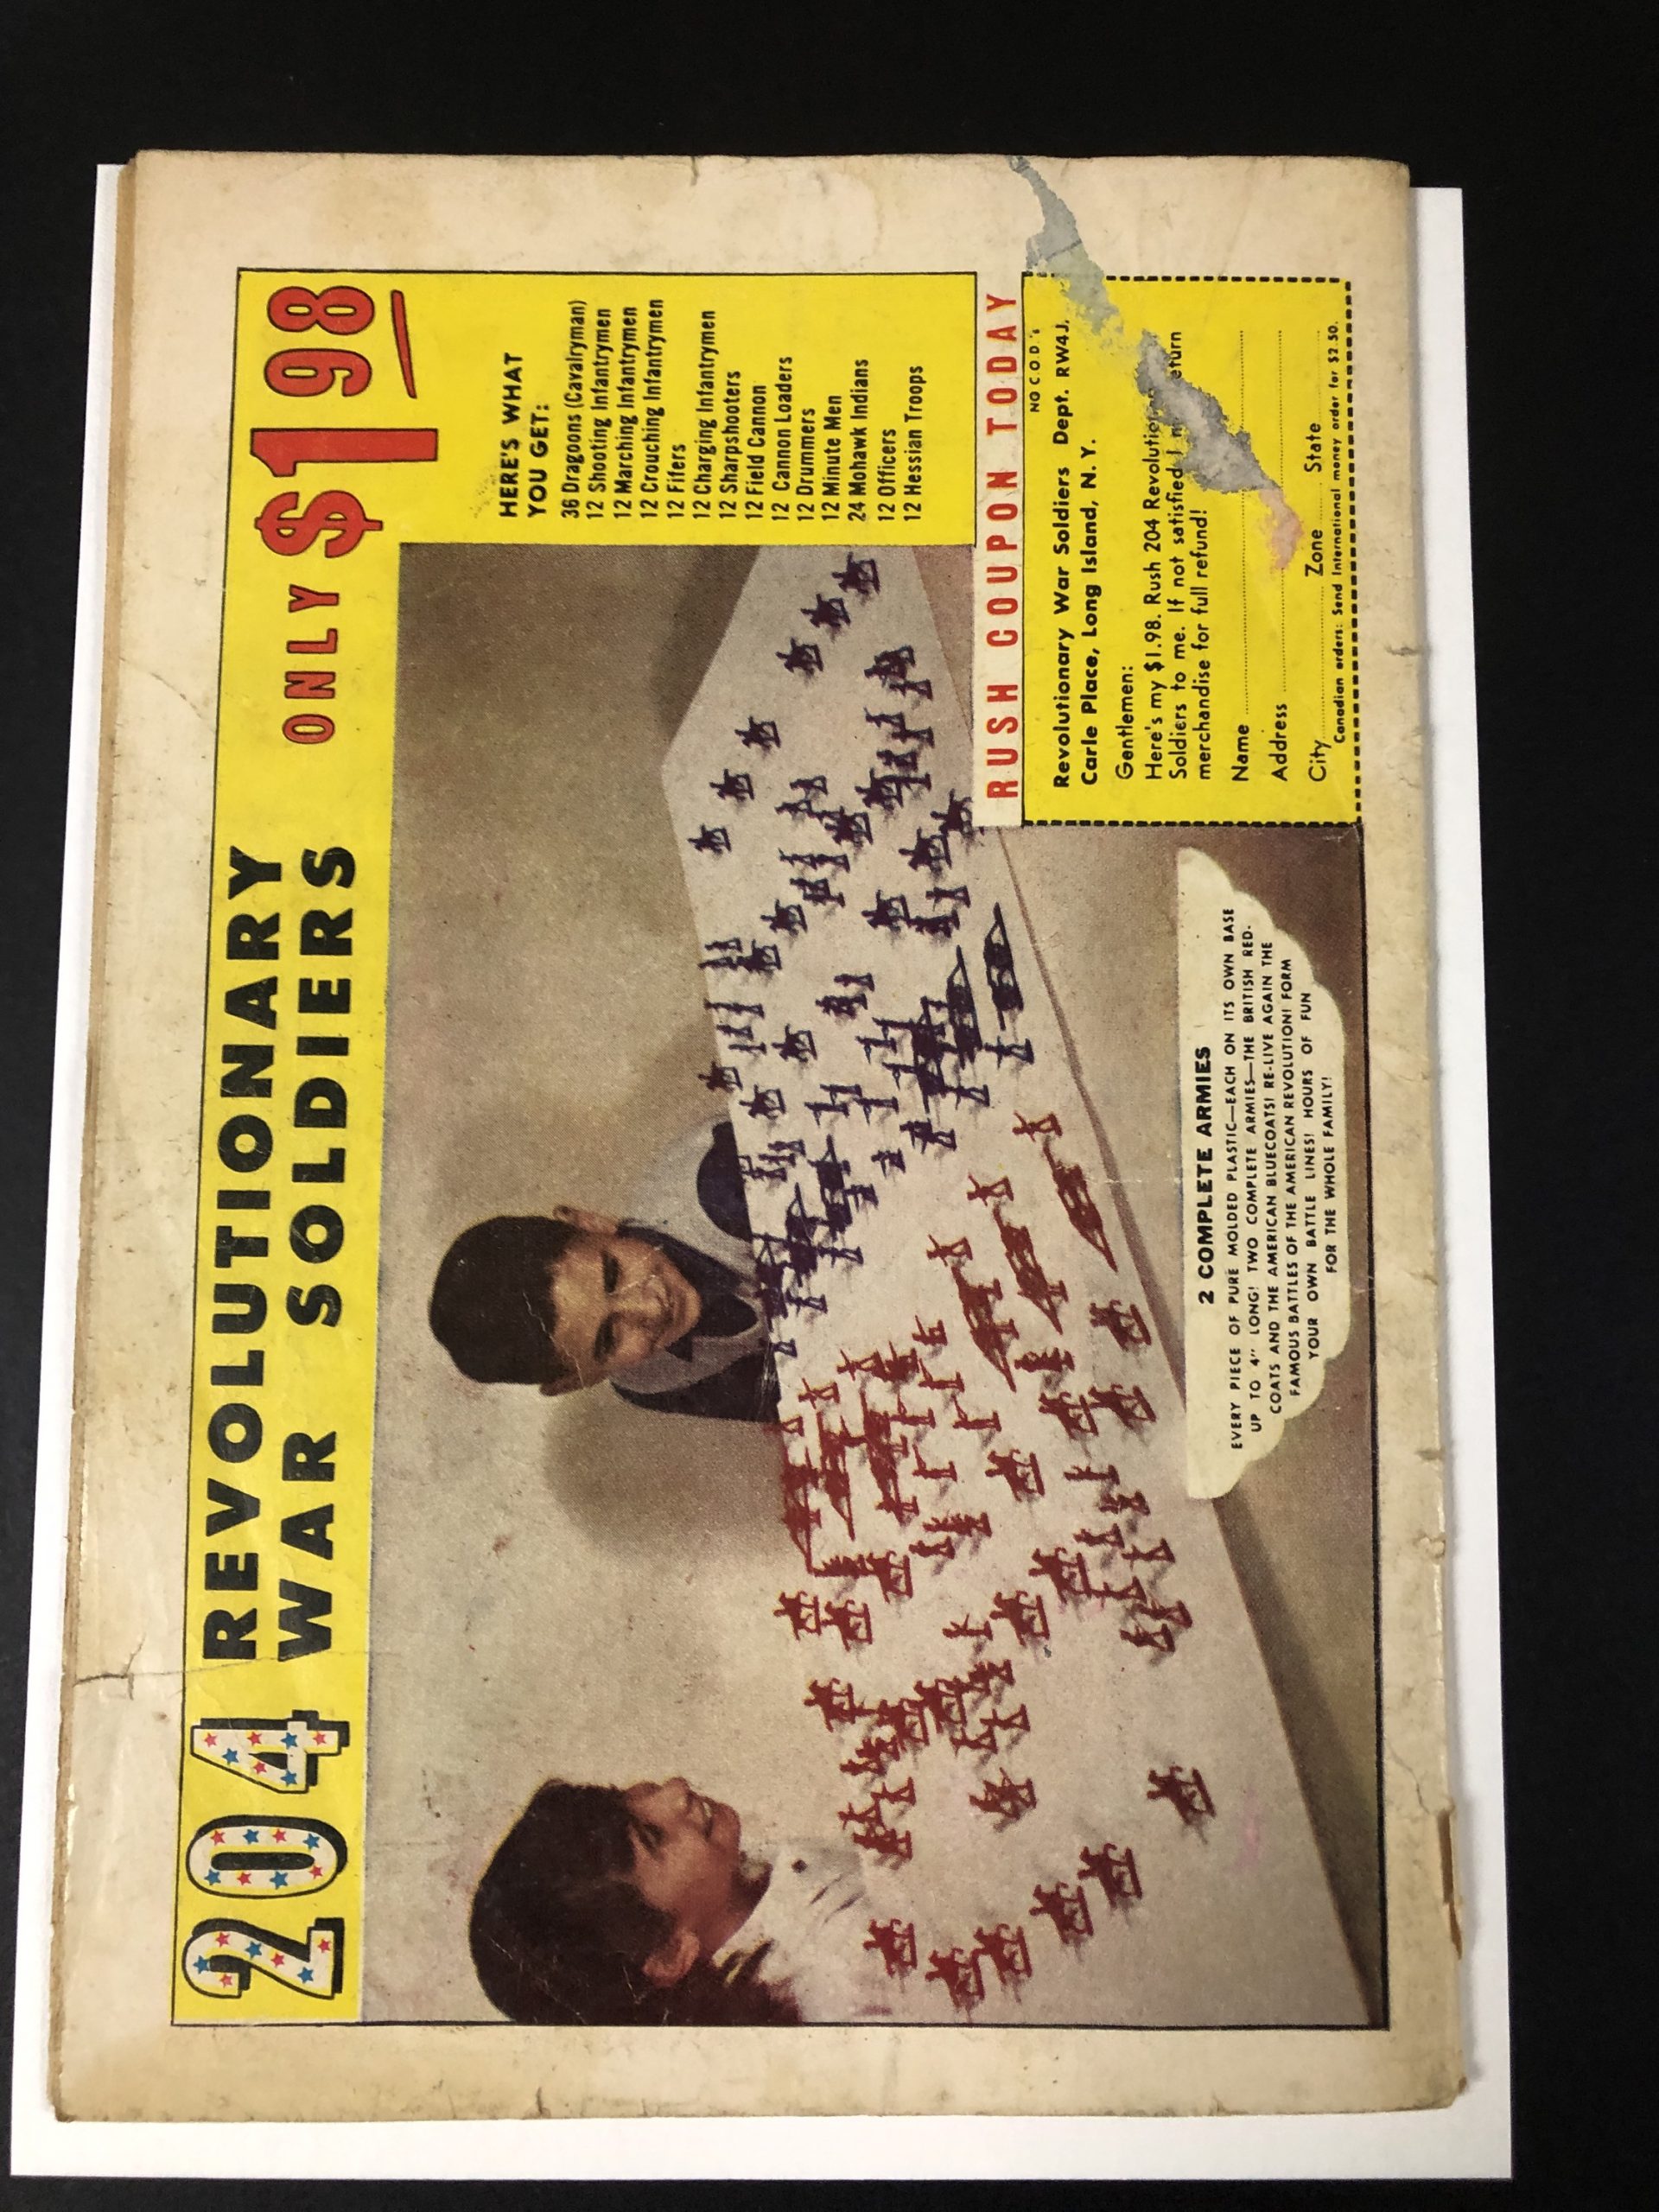 204 REVOLUTIONARY
WAR SOLDIERS
ONLY $1 98
HERE'S WHAT
YOU GET:
36 Dragoons (Cavalryman)
12 Shooting Infantrymen
12 Marching Infantrymen
12 Crouching Infantrymen
12 Fifers
12 Charging Infantrymen
12 Sharpshooters
12 Field Cannon
12 Cannon Loaders
12 Drummers
12 Minute Men
24 Mohawk Indians
12 Officers
12 Hessian Troops
2 COMPLETE ARMIES
EVERY PIECE OF PURE MOLDED PLASTIC—EACH ON ITS OWN BASE
UP TO 4" LONG! TWO COMPLETE ARMIES—THE BRITISH RED-
COATS AND THE AMERICAN BLUECOATS! RE-LIVE AGAIN THE
FAMOUS BATTLES OF THE AMERICAN REVOLUTION! FORM
YOUR OWN BATTLE LINES! HOURS OF FUN
FOR THE WHOLE FAMILY!
RUSH COUPON TODAY
NO C.O.D.'s
Revolutionary War Soldiers Dept. RW4J,
Carle Place, Long Island, N. Y.
Gentlemen:
Here's my $1.98. Rush 204
Soldiers to me. If not satisfied I
merchandise for full refund!
Name
Address
City Zone State
Canadian orders: Send International money order for $2 50.